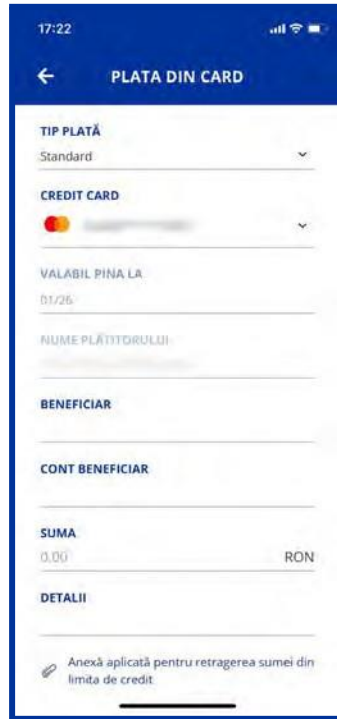 17:22
PLATA DIN CARD
TIP PLATĂ
Standard
CREDIT CARD
VALABIL PINA LA
01/26
NUME PLĂTITORULUI
BENEFICIAR
CONT BENEFICIAR
SUMA
0.00 RON
DETALII
Anexă aplicată pentru retragerea sumei din
limita de credit